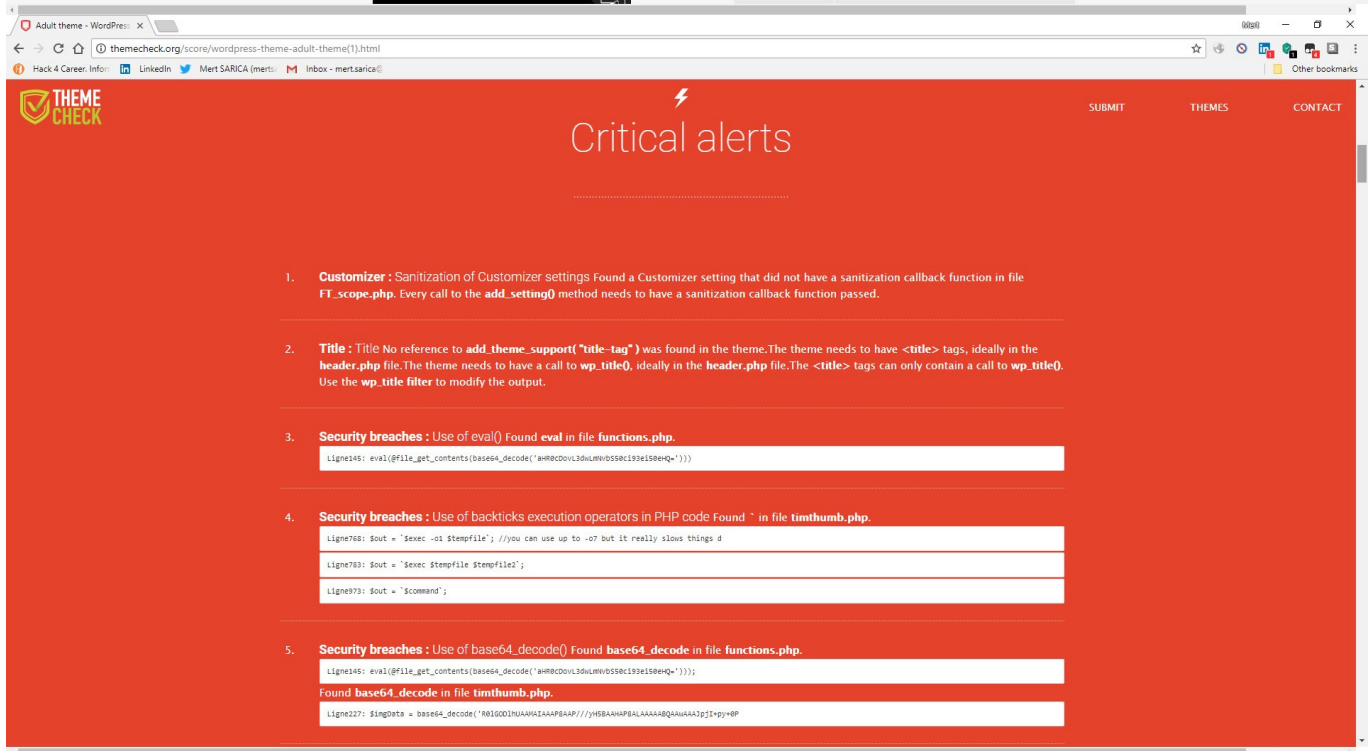 Adult theme - WordPress
Mert
themecheck.org/score/wordpress-theme-adult-theme(1).html
Hack 4 Career. Infor LinkedIn Mert SARICA (merts Inbox - mert.sarica@ Other bookmarks
THEME CHECK
SUBMIT THEMES CONTACT
Critical alerts
1. Customizer : Sanitization of Customizer settings Found a Customizer setting that did not have a sanitization callback function in file
FT_scope.php. Every call to the add_setting() method needs to have a sanitization callback function passed.
2. Title : Title No reference to add_theme_support( "title-tag" ) was found in the theme.The theme needs to have <title> tags, ideally in the
header.php file.The theme needs to have a call to wp_title(), ideally in the header.php file.The <title> tags can only contain a call to wp_title().
Use the wp_title filter to modify the output.
3. Security breaches : Use of eval() Found eval in file functions.php.
Ligne145: eval(@file_get_contents(base64_decode('
4. Security breaches : Use of backticks execution operators in PHP code Found ` in file timthumb.php.
Ligne768: $out = `$exec -o1 $tempfile`; //you can use up to -o7 but it really slows things d
Ligne783: $out = `$exec $tempfile $tempfile2`;
Ligne973: $out = `$command`;
5. Security breaches : Use of base64_decode() Found base64_decode in file functions.php.
Ligne145: eval(@file_get_contents(base64_decode('
Found base64_decode in file timthumb.php.
Ligne227: $imgData = base64_decode('